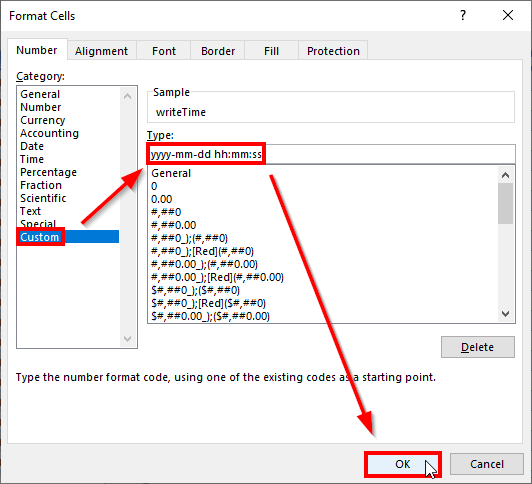 Format Cells
?
Number Alignment Font Border Fill Protection
Category:
General
Number
Currency
Accounting
Date
Time
Percentage
Fraction
Scientific
Text
Special
Custom
Sample
writeTime
Type:
yyyy-mm-dd hh:mm:ss
General
0
0.00
#,##0
#,##0.00
#,##0_);(#,##0)
#,##0_);[Red](#,##0)
#,##0.00_);(#,##0.00)
#,##0.00_);[Red](#,##0.00)
$#,##0_);($#,##0)
$#,##0_);[Red]($#,##0)
$#,##0.00_);($#,##0.00)
Delete
Type the number format code, using one of the existing codes as a starting point.
OK Cancel